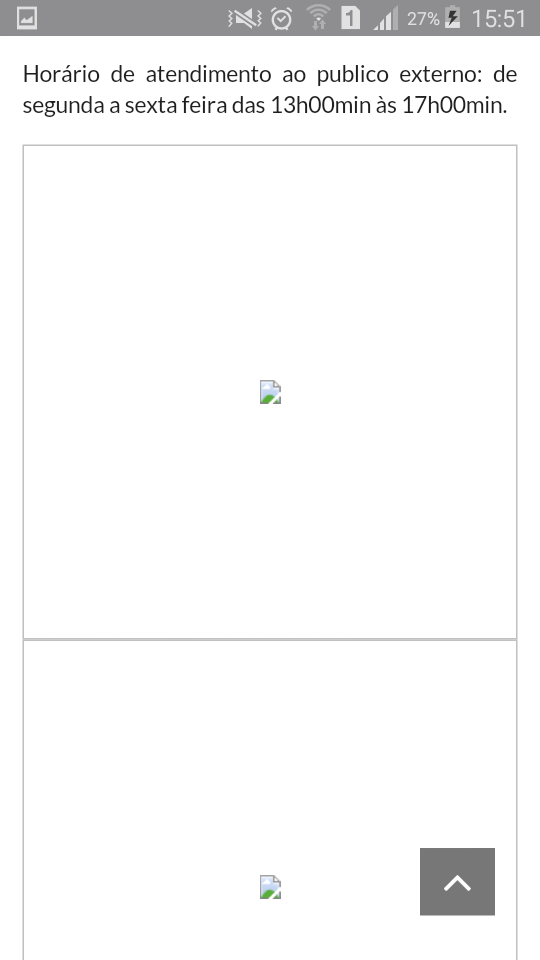 1 27% 15:51
Horário de atendimento ao publico externo: de
segunda a sexta feira das 13h00min às 17h00min.